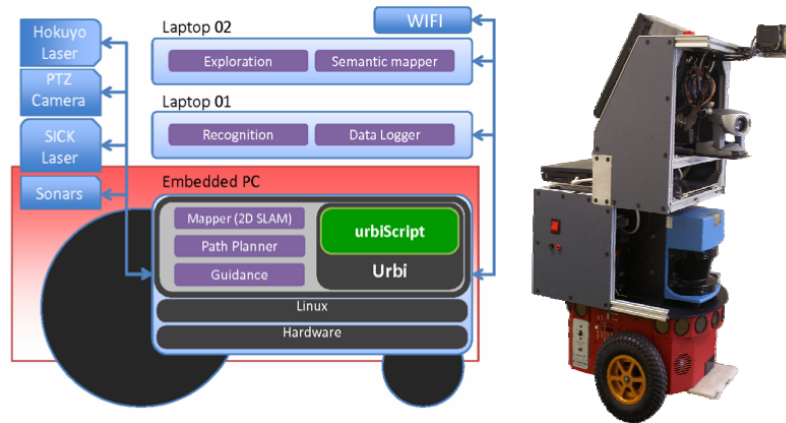 Hokuyo
Laser
PTZ
Camera
SICK
Laser
Sonars
Laptop 02
WIFI
Exploration
Semantic mapper
Laptop 01
Recognition
Data Logger
Embedded PC
Mapper (2D SLAM)
Path Planner
Guidance
urbiScript
Urbi
Linux
Hardware